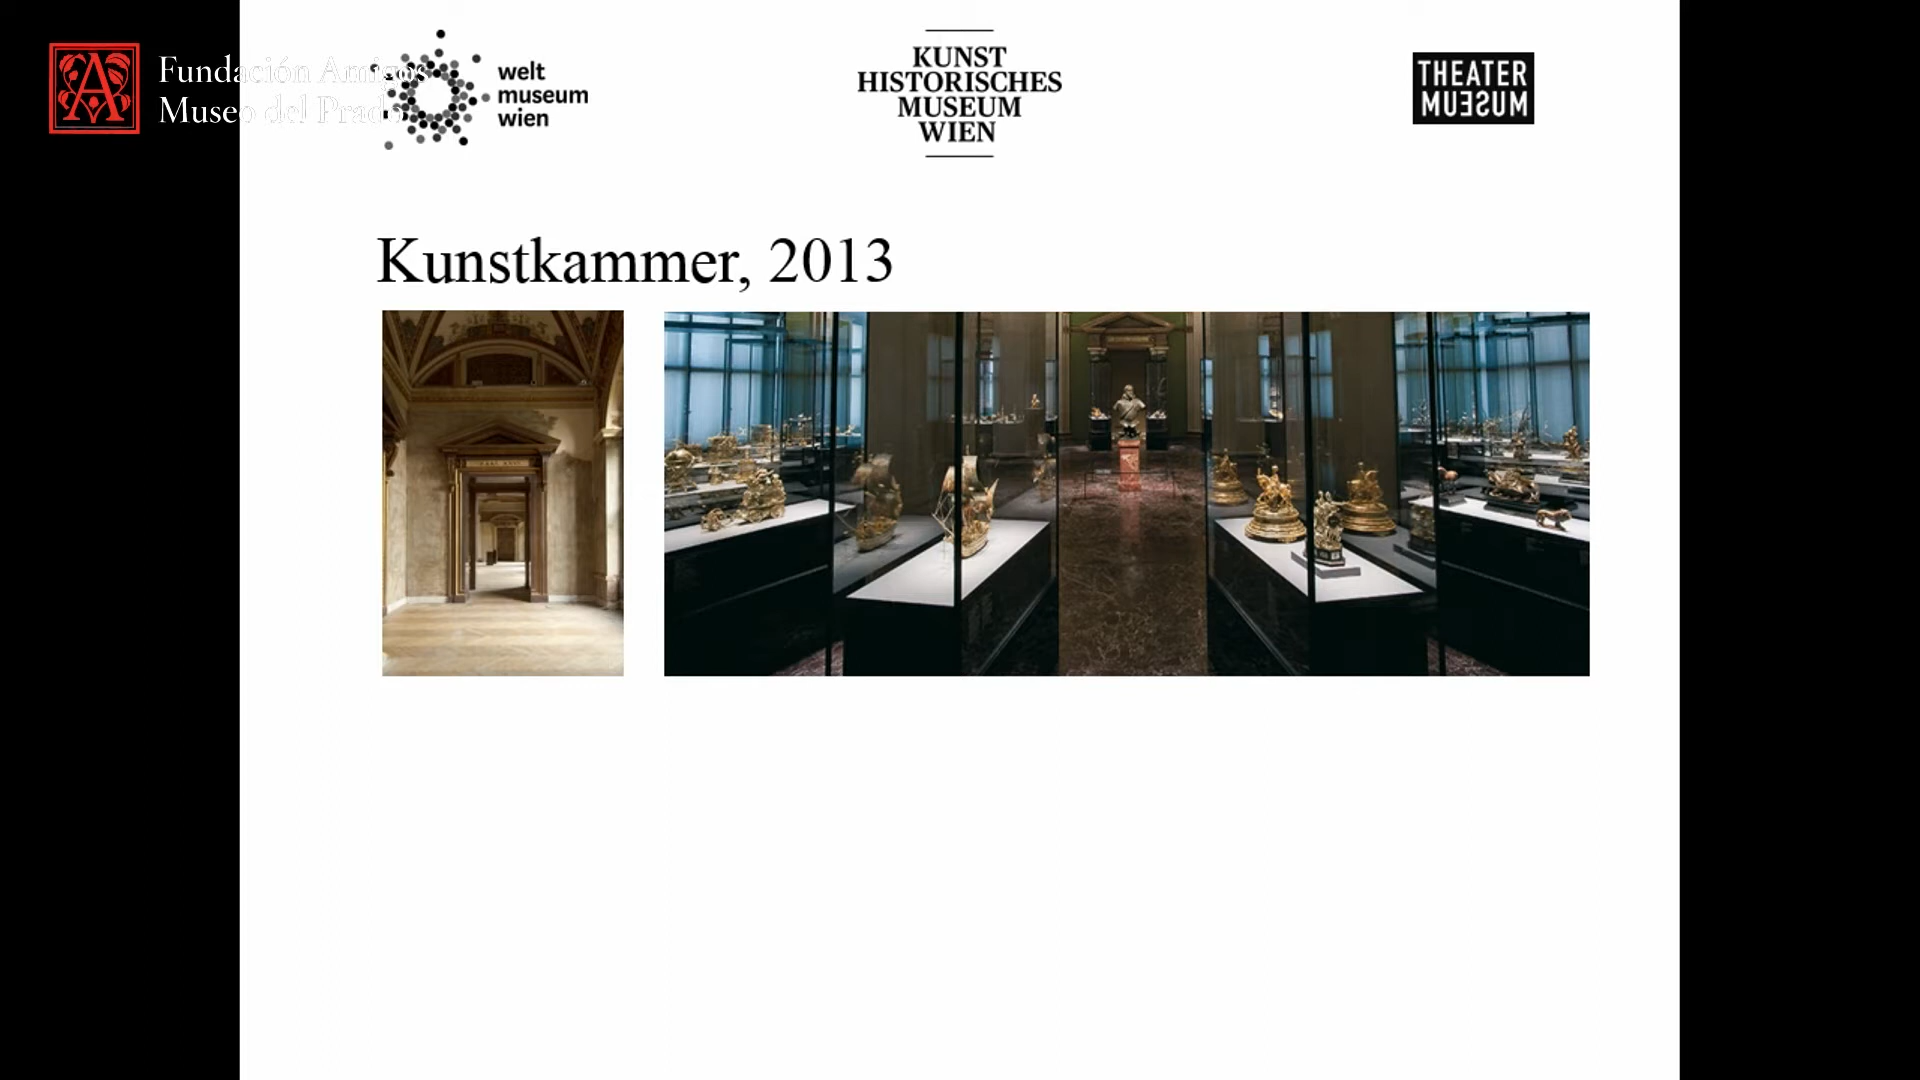 Fundación Amigos
Museo del Prado
welt
museum
wien
KUNST
HISTORISCHES
MUSEUM
WIEN
THEATER
MUSEUM
Kunstkammer, 2013